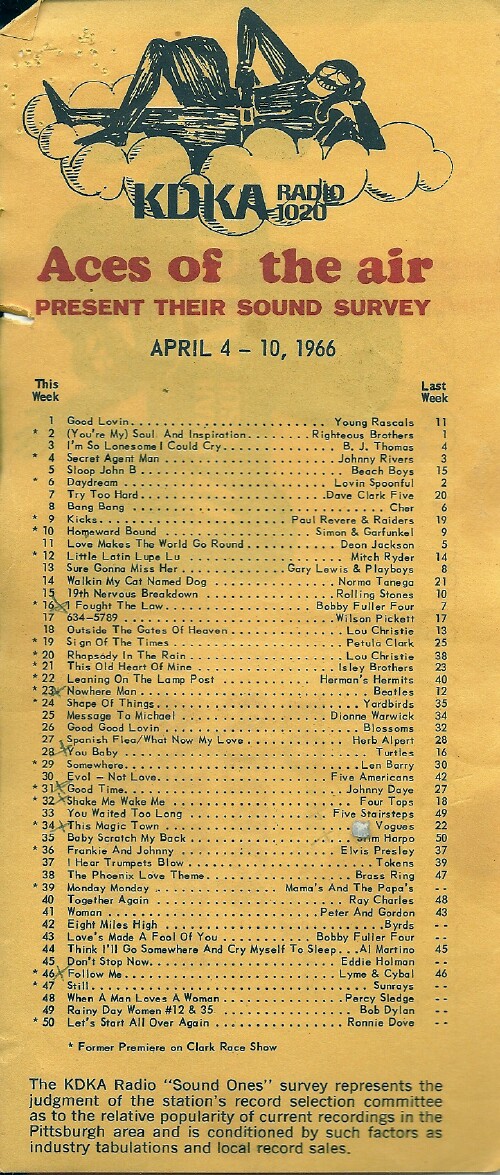 KDKA RADIO 1020
Aces of the air
PRESENT THEIR SOUND SURVEY
APRIL 4 – 10, 1966
This Week Last Week
1 Good Lovin. Young Rascals 11
* 2 (You're My) Soul And Inspiration Righteous Brothers 1
3 I'm So Lonesome I Could Cry B. J. Thomas 4
* 4 Secret Agent Man Johnny Rivers 3
5 Sloop John B Beach Boys 15
* 6 Daydream Lovin Spoonful 2
7 Try Too Hard Dave Clark Five 20
8 Bang Bang Cher 6
* 9 Kicks Paul Revere & Raiders 19
* 10 Homeward Bound Simon & Garfunkel 9
11 Love Makes The World Go Round Deon Jackson 5
* 12 Little Latin Lupe Lu Mitch Ryder 14
13 Sure Gonna Miss Her Gary Lewis & Playboys 8
14 Walkin My Cat Named Dog Norma Tanega 21
15 19th Nervous Breakdown Rolling Stones 10
* 16 I Fought The Law Bobby Fuller Four 7
17 634–5789 Wilson Pickett 17
18 Outside The Gates Of Heaven Lou Christie 13
* 19 Sign Of The Times Petula Clark 25
* 20 Rhapsody In The Rain Lou Christie 38
* 21 This Old Heart Of Mine Isley Brothers 23
* 22 Leaning On The Lamp Post Herman's Hermits 40
* 23 Nowhere Man Beatles 12
* 24 Shape Of Things Yardbirds 35
25 Message To Michael Dionne Warwick 34
26 Good Good Lovin Blossoms 32
27 Spanish Flea/What Now My Love Herb Alpert 28
28 You Baby Turtles 16
* 29 Somewhere Len Barry 30
30 Evol – Not Love Five Americans 42
* 31 Good Time Johnny Daye 27
* 32 Shake Me Wake Me Four Tops 18
33 You Waited Too Long Five Stairsteps 49
* 34 This Magic Town Vogues 22
35 Baby Scratch My Back Harpo 50
* 36 Frankie And Johnny Elvis Presley 37
37 I Hear Trumpets Blow Tokens 39
38 The Phoenix Love Theme Brass Ring 47
* 39 Monday Monday Mama's And The Papa's --
40 Together Again Ray Charles 48
41 Woman Peter And Gordon 43
42 Eight Miles High Byrds --
43 Love's Made A Fool Of You Bobby Fuller Four --
44 Think I'll Go Somewhere And Cry Myself To Sleep Al Martino 45
45 Don't Stop Now Eddie Holman --
* 46 Follow Me Lyme & Cybal 46
* 47 Still Sunrays --
48 When A Man Loves A Woman Percy Sledge --
49 Rainy Day Women #12 & 35 Bob Dylan --
* 50 Let's Start All Over Again Ronnie Dove --
* Former Premiere on Clark Race Show
The KDKA Radio "Sound Ones" survey represents the
judgment of the station's record selection committee
as to the relative popularity of current recordings in the
Pittsburgh area and is conditioned by such factors as
industry tabulations and local record sales.